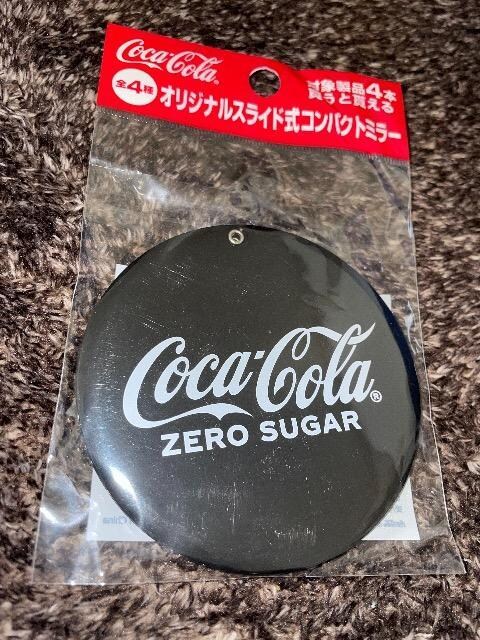 Coca-Cola®
全4種
オリジナルスライド式コンパクトミラー
対象製品4本
買うと買える
Coca-Cola®
ZERO SUGAR
China